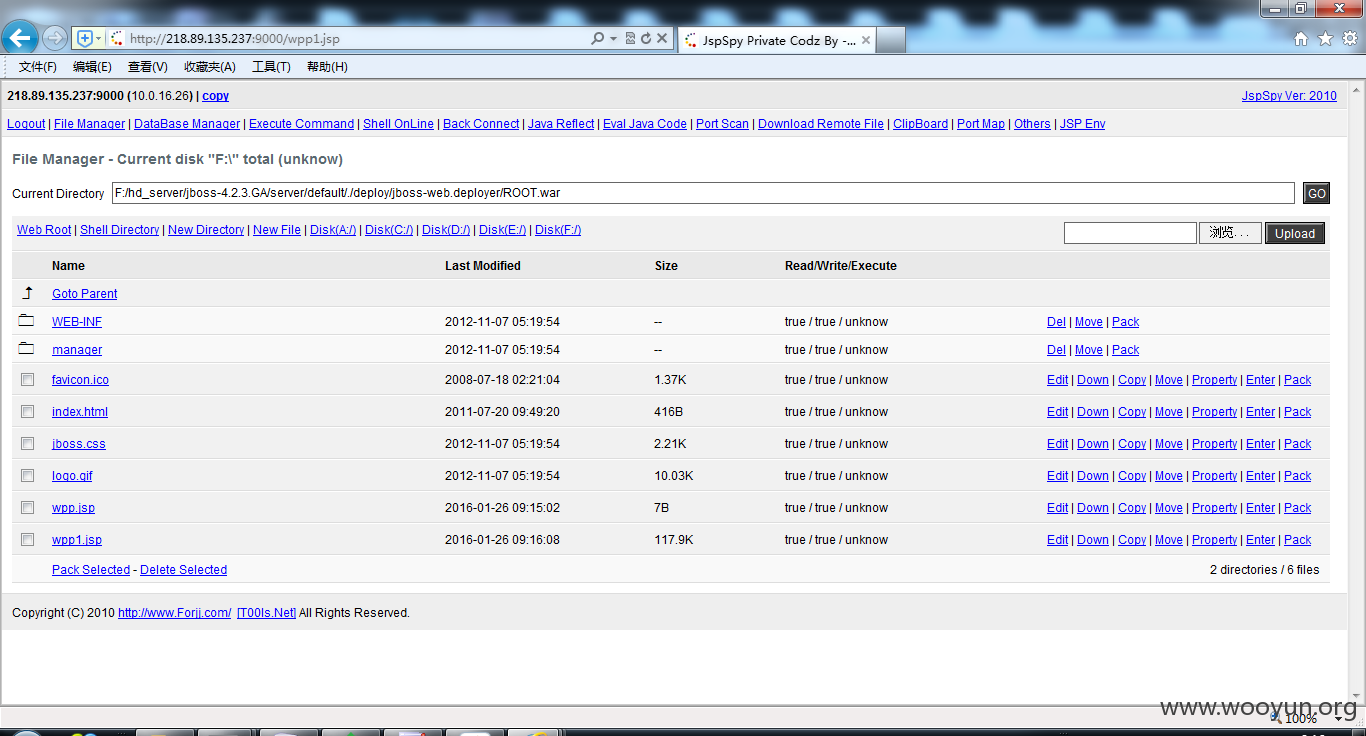 http://218.89.135.237:9000/wpp1.jsp
JspSpy Private Codz By -...
文件(F) 编辑(E) 查看(V) 收藏夹(A) 工具(T) 帮助(H)
218.89.135.237:9000 (10.0.16.26) | copy
JspSpy Ver: 2010
Logout | File Manager | DataBase Manager | Execute Command | Shell OnLine | Back Connect | Java Reflect | Eval Java Code | Port Scan | Download Remote File | ClipBoard | Port Map | Others | JSP Env
File Manager - Current disk "F:\" total (unknow)
Current Directory F:/hd_server/jboss-4.2.3.GA/server/default/./deploy/jboss-web.deployer/ROOT.war GO
Web Root | Shell Directory | New Directory | New File | Disk(A:/) | Disk(C:/) | Disk(D:/) | Disk(E:/) | Disk(F:/) 浏览... Upload
Name Last Modified Size Read/Write/Execute
Goto Parent
WEB-INF 2012-11-07 05:19:54 -- true / true / unknow Del | Move | Pack
manager 2012-11-07 05:19:54 -- true / true / unknow Del | Move | Pack
favicon.ico 2008-07-18 02:21:04 1.37K true / true / unknow Edit | Down | Copy | Move | Property | Enter | Pack
index.html 2011-07-20 09:49:20 416B true / true / unknow Edit | Down | Copy | Move | Property | Enter | Pack
jboss.css 2012-11-07 05:19:54 2.21K true / true / unknow Edit | Down | Copy | Move | Property | Enter | Pack
logo.gif 2012-11-07 05:19:54 10.03K true / true / unknow Edit | Down | Copy | Move | Property | Enter | Pack
wpp.jsp 2016-01-26 09:15:02 7B true / true / unknow Edit | Down | Copy | Move | Property | Enter | Pack
wpp1.jsp 2016-01-26 09:16:08 117.9K true / true / unknow Edit | Down | Copy | Move | Property | Enter | Pack
Pack Selected - Delete Selected 2 directories / 6 files
Copyright (C) 2010 http://www.Forjj.com/ [T00ls.Net] All Rights Reserved.
www.wooyun.org
100%